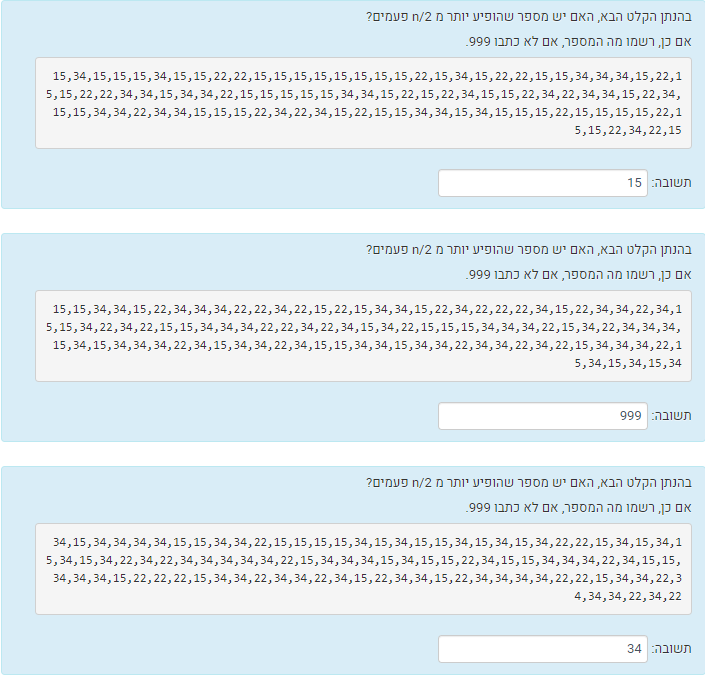 בהנתן הקלט הבא, האם יש מספר שהופיע יותר מ n/2 פעמים?
אם כן, רשמו מה המספר, אם לא כתבו 999.
15,34,15,15,15,34,15,15,22,22,15,15,15,15,15,15,15,15,22,15,34,15,22,22,15,15,34,34,34,15,22,1
5,15,22,22,34,34,15,34,34,22,15,15,15,15,15,34,34,15,22,15,22,34,15,15,22,34,22,34,34,15,22,34,
15,15,34,34,22,34,34,15,15,15,22,34,22,34,15,22,15,15,34,34,15,34,15,15,15,22,15,15,15,15,22,1
5,15,22,34,22,15
תשובה: 15
בהנתן הקלט הבא, האם יש מספר שהופיע יותר מ n/2 פעמים?
אם כן, רשמו מה המספר, אם לא כתבו 999.
15,15,34,34,15,22,34,34,34,22,22,34,22,15,22,15,34,34,15,22,34,22,22,22,34,15,22,34,34,22,34,1
5,15,34,22,34,22,15,15,34,34,34,22,22,34,22,34,15,34,22,15,15,15,34,34,34,22,15,34,22,34,34,34,
15,34,15,34,34,34,22,34,15,34,34,22,34,15,15,34,34,15,34,34,22,34,34,22,34,22,15,34,34,34,22,1
5,34,15,34,15,34
תשובה: 999
בהנתן הקלט הבא, האם יש מספר שהופיע יותר מ n/2 פעמים?
אם כן, רשמו מה המספר, אם לא כתבו 999.
34,15,34,34,34,34,15,15,34,34,22,15,15,15,15,34,15,34,15,15,34,15,34,15,34,22,22,15,34,15,34,1
5,34,15,34,22,34,22,34,34,34,34,34,22,15,34,34,34,15,34,15,15,22,34,15,15,34,34,34,22,34,15,15,
34,34,34,15,22,22,22,15,34,34,22,34,34,22,34,15,22,34,34,15,22,34,34,34,34,22,22,15,34,34,22,3
4,34,34,22,34,22
תשובה: 34